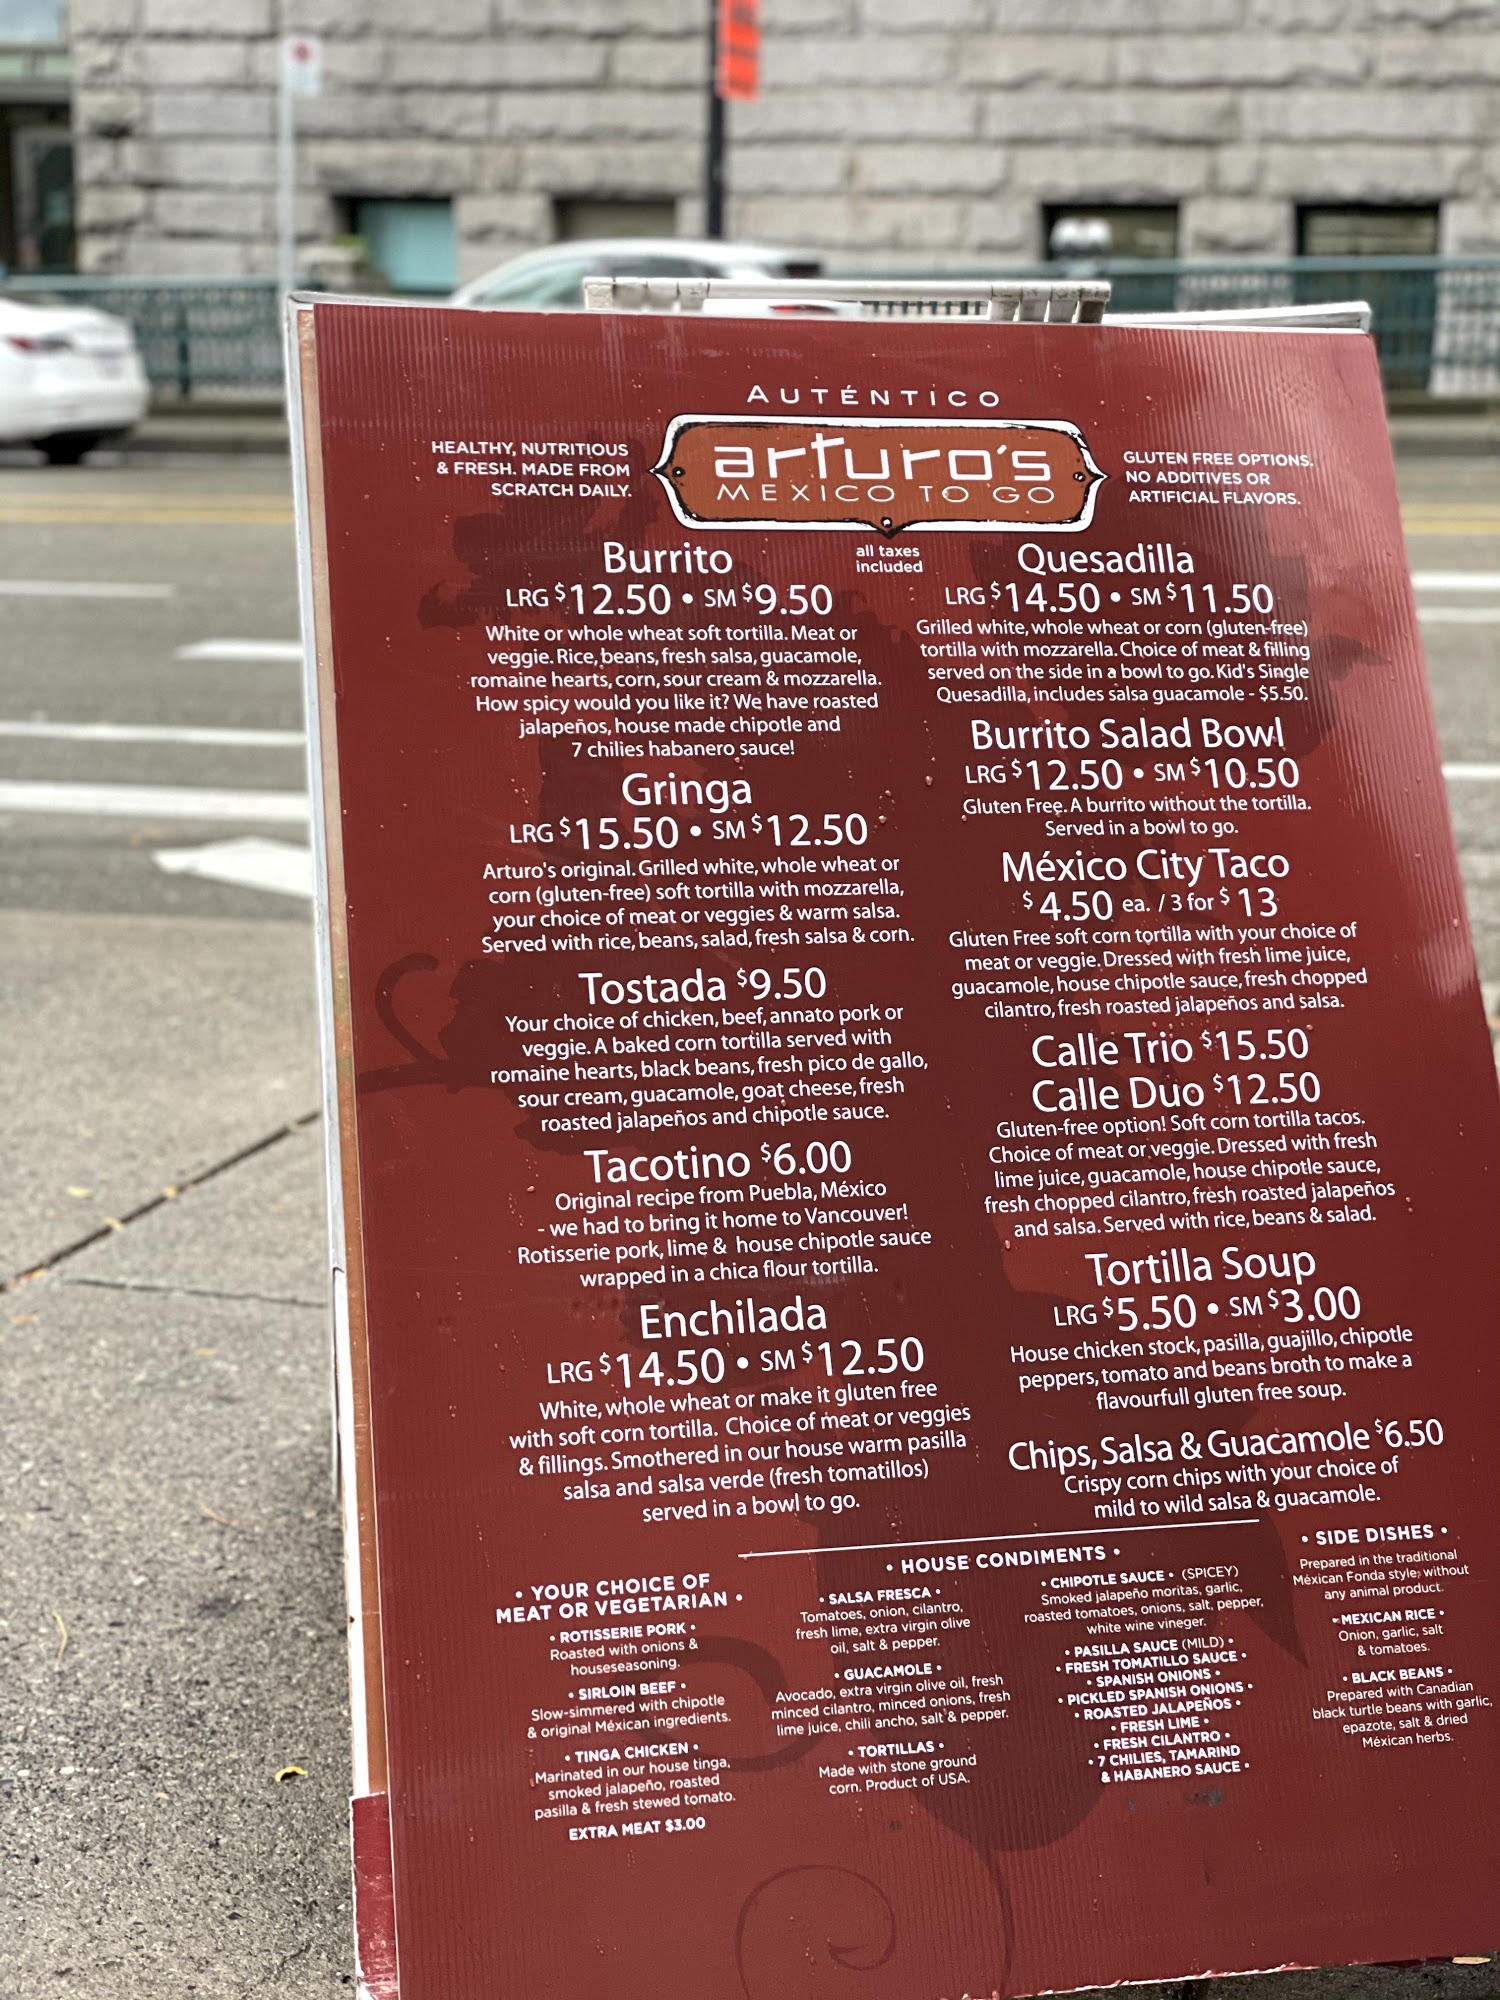 AUTÉNTICO
HEALTHY, NUTRITIOUS
& FRESH. MADE FROM
SCRATCH DAILY.
arturo's
MEXICO TO GO
GLUTEN FREE OPTIONS.
NO ADDITIVES OR
ARTIFICIAL FLAVORS.
all taxes
included
Burrito
LRG $12.50 • SM $9.50
White or whole wheat soft tortilla. Meat or
veggie. Rice, beans, fresh salsa, guacamole,
romaine hearts, corn, sour cream & mozzarella.
How spicy would you like it? We have roasted
jalapeños, house made chipotle and
7 chilies habanero sauce!
Gringa
LRG $15.50 • SM $12.50
Arturo's original. Grilled white, whole wheat or
corn (gluten-free) soft tortilla with mozzarella,
your choice of meat or veggies & warm salsa.
Served with rice, beans, salad, fresh salsa & corn.
Tostada $9.50
Your choice of chicken, beef, annato pork or
veggie. A baked corn tortilla served with
romaine hearts, black beans, fresh pico de gallo,
sour cream, guacamole, goat cheese, fresh
roasted jalapeños and chipotle sauce.
Tacotino $6.00
Original recipe from Puebla, México
- we had to bring it home to Vancouver!
Rotisserie pork, lime & house chipotle sauce
wrapped in a chica flour tortilla.
Enchilada
LRG $14.50 • SM $12.50
White, whole wheat or make it gluten free
with soft corn tortilla. Choice of meat or veggies
& fillings. Smothered in our house warm pasilla
salsa and salsa verde (fresh tomatillos)
served in a bowl to go.
Quesadilla
LRG $14.50 • SM $11.50
Grilled white, whole wheat or corn (gluten-free)
tortilla with mozzarella. Choice of meat & filling
served on the side in a bowl to go. Kid's Single
Quesadilla, includes salsa guacamole - $5.50.
Burrito Salad Bowl
LRG $12.50 • SM $10.50
Gluten Free. A burrito without the tortilla.
Served in a bowl to go.
México City Taco
$4.50 ea. / 3 for $13
Gluten Free soft corn tortilla with your choice of
meat or veggie. Dressed with fresh lime juice,
guacamole, house chipotle sauce, fresh chopped
cilantro, fresh roasted jalapeños and salsa.
Calle Trio $15.50
Calle Duo $12.50
Gluten-free option! Soft corn tortilla tacos.
Choice of meat or veggie. Dressed with fresh
lime juice, guacamole, house chipotle sauce,
fresh chopped cilantro, fresh roasted jalapeños
and salsa. Served with rice, beans & salad.
Tortilla Soup
LRG $5.50 • SM $3.00
House chicken stock, pasilla, guajillo, chipotle
peppers, tomato and beans broth to make a
flavourfull gluten free soup.
Chips, Salsa & Guacamole $6.50
Crispy corn chips with your choice of
mild to wild salsa & guacamole.
• YOUR CHOICE OF
MEAT OR VEGETARIAN •
• ROTISSERIE PORK •
Roasted with onions &
houseseasoning.
• SIRLOIN BEEF •
Slow-simmered with chipotle
& original Méxican ingredients.
• TINGA CHICKEN •
Marinated in our house tinga,
smoked jalapeño, roasted
pasilla & fresh stewed tomato.
EXTRA MEAT $3.00
• HOUSE CONDIMENTS •
• SALSA FRESCA •
Tomatoes, onion, cilantro,
fresh lime, extra virgin olive
oil, salt & pepper.
• GUACAMOLE •
Avocado, extra virgin olive oil, fresh
minced cilantro, minced onions, fresh
lime juice, chili ancho, salt & pepper.
• TORTILLAS •
Made with stone ground
corn. Product of USA.
• CHIPOTLE SAUCE • (SPICEY)
Smoked jalapeño moritas, garlic,
roasted tomatoes, onions, salt, pepper,
white wine vineger.
• PASILLA SAUCE (MILD) •
• FRESH TOMATILLO SAUCE •
• SPANISH ONIONS •
• PICKLED SPANISH ONIONS •
• ROASTED JALAPEÑOS •
• FRESH LIME •
• FRESH CILANTRO •
• 7 CHILIES, TAMARIND
& HABANERO SAUCE •
• SIDE DISHES •
Prepared in the traditional
Méxican Fonda style; without
any animal product.
• MEXICAN RICE •
Onion, garlic, salt
& tomatoes.
• BLACK BEANS •
Prepared with Canadian
black turtle beans with garlic,
epazote, salt & dried
Méxican herbs.